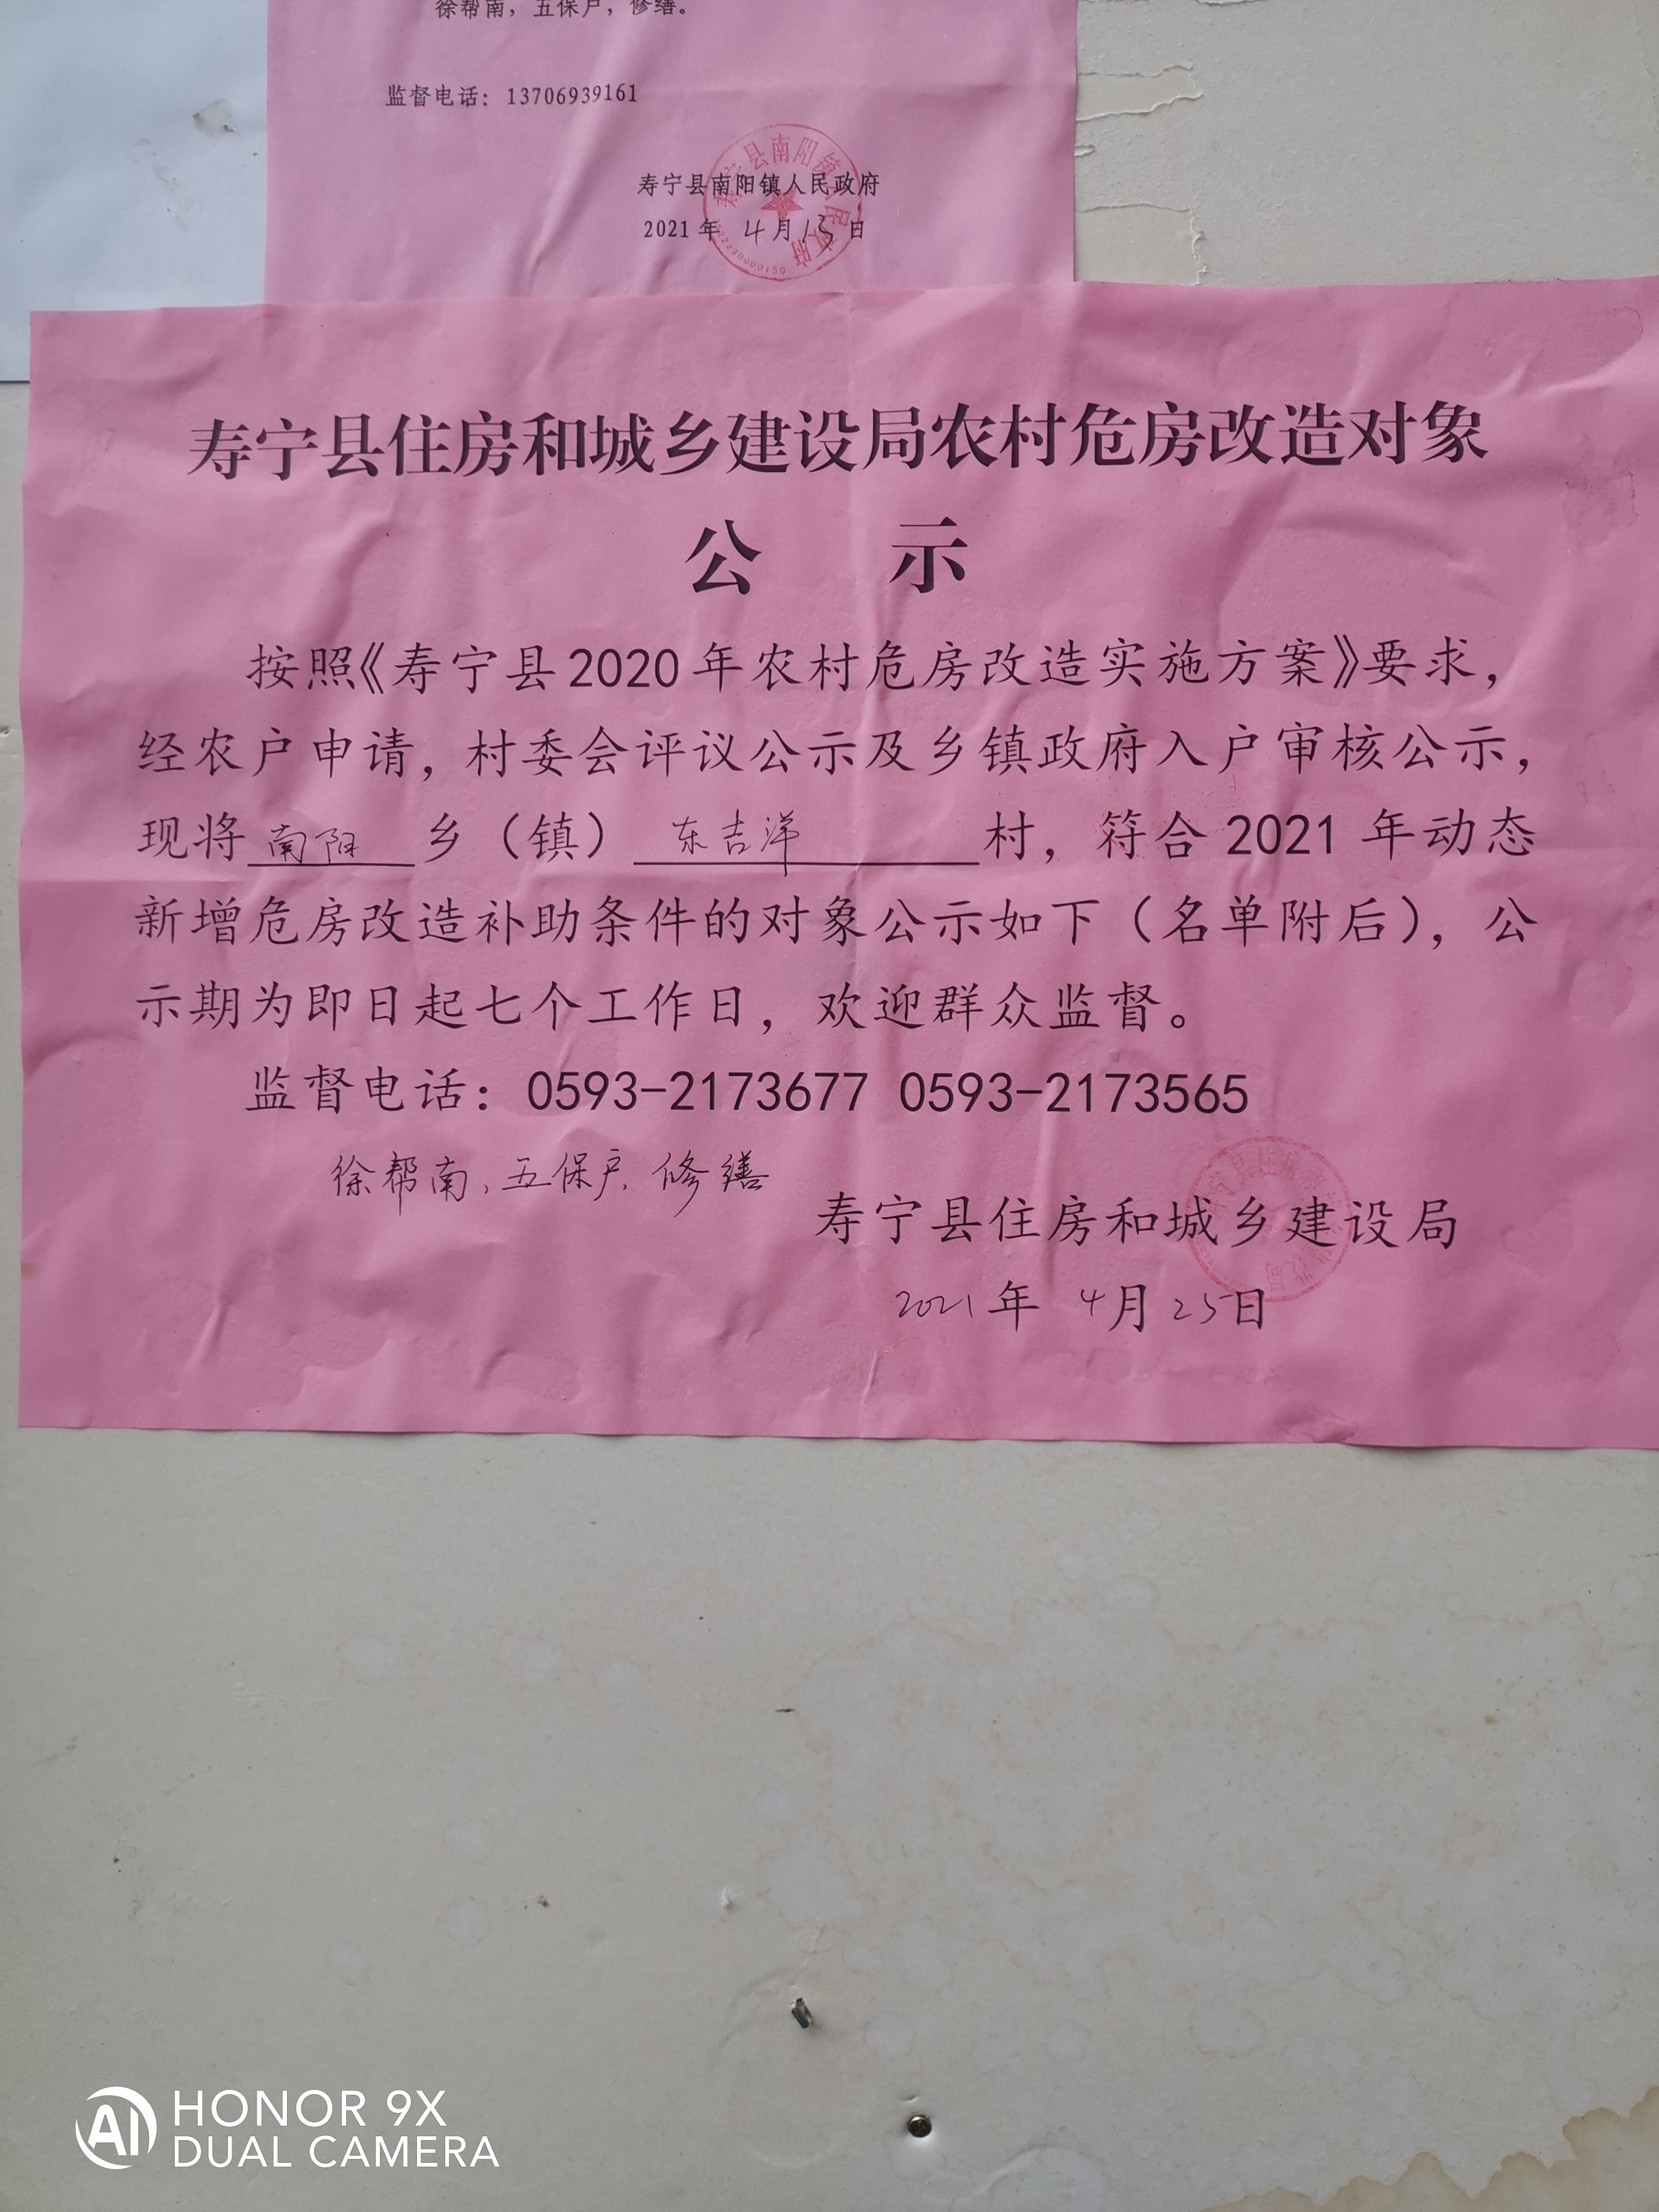 徐帮南，五保户，修缮。
监督电话：13706939161
寿宁县南阳镇人民政府
2021年 4月13日
寿宁县住房和城乡建设局农村危房改造对象
公 示
按照《寿宁县2020年农村危房改造实施方案》要求，
经农户申请，村委会评议公示及乡镇政府入户审核公示，
现将南阳乡（镇）东吉洋村，符合2021年动态
新增危房改造补助条件的对象公示如下（名单附后），公
示期为即日起七个工作日，欢迎群众监督。
监督电话：0593-2173677 0593-2173565
徐帮南、五保户、修缮
寿宁县住房和城乡建设局
2021年 4月25日
HONOR 9X
DUAL CAMERA